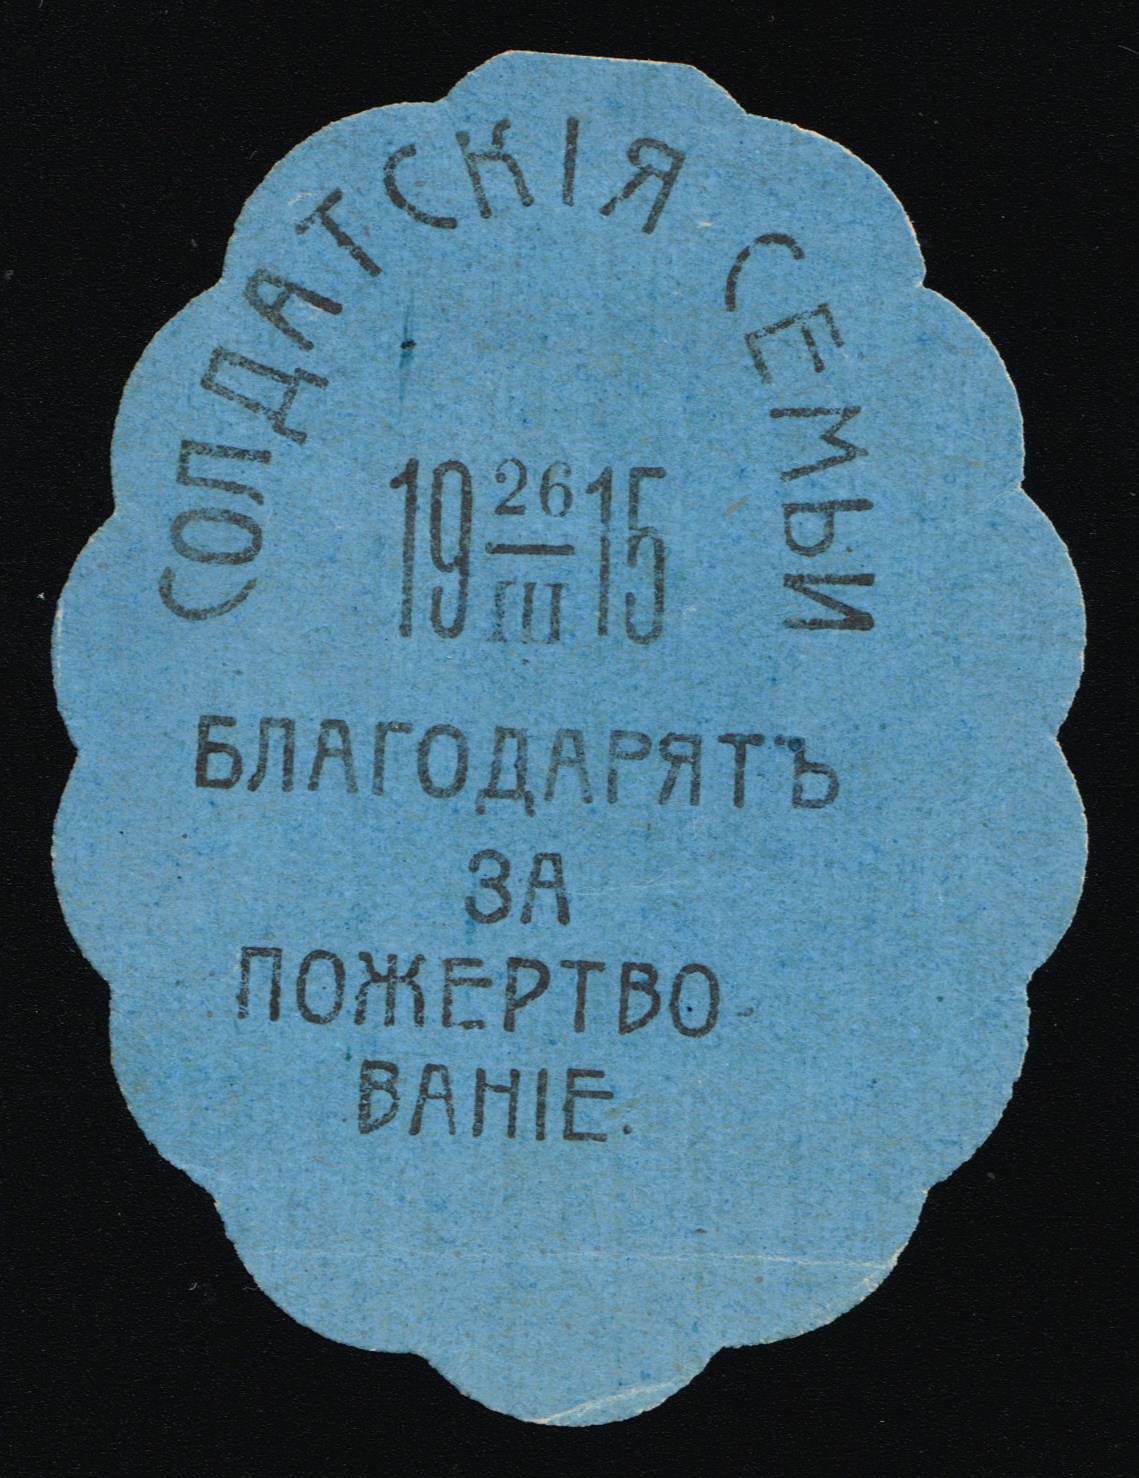 СОЛДАТСКІЯ СЕМЬИ
19 26/III 15
БЛАГОДАРЯТЪ
ЗА
ПОЖЕРТВО-
ВАНІЕ.